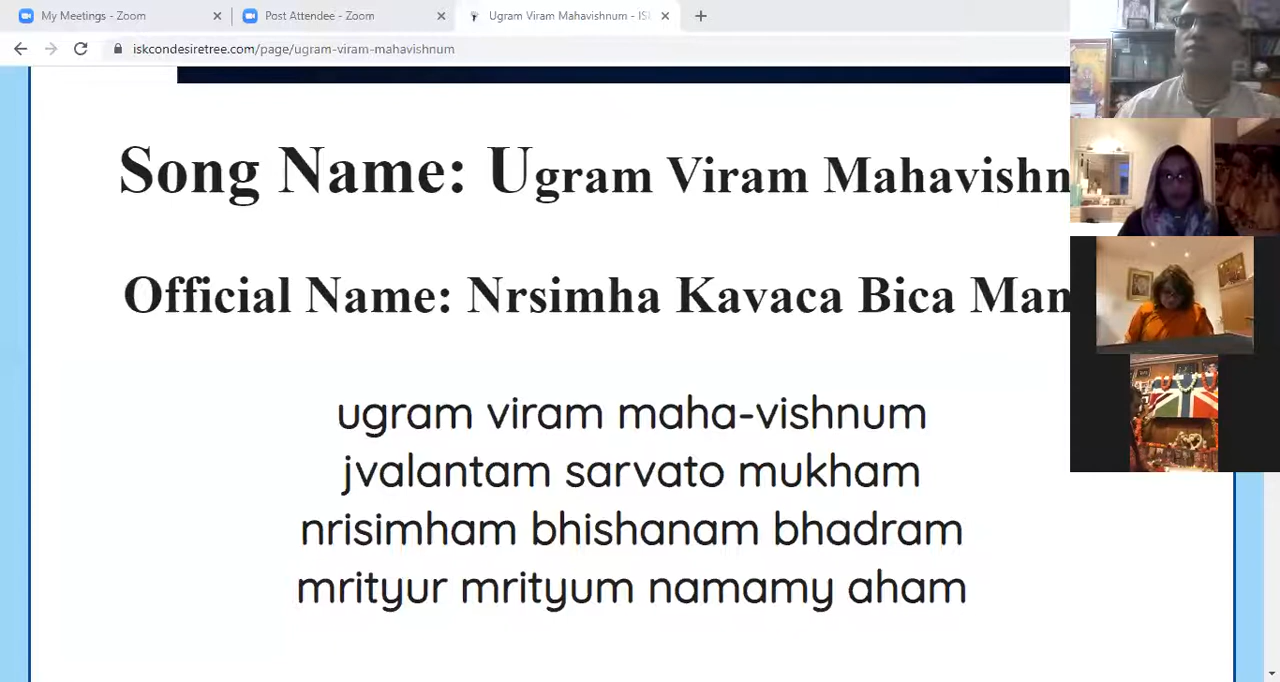 My Meetings - Zoom
Post Attendee - Zoom
Ugram Viram Mahavishnum - ISK
iskcondesiretree.com/page/ugram-viram-mahavishnum
Song Name: Ugram Viram Mahavishn
Official Name: Nrsimha Kavaca Bica Man
ugram viram maha-vishnum
jvalantam sarvato mukham
nrisimham bhishanam bhadram
mrityur mrityum namamy aham